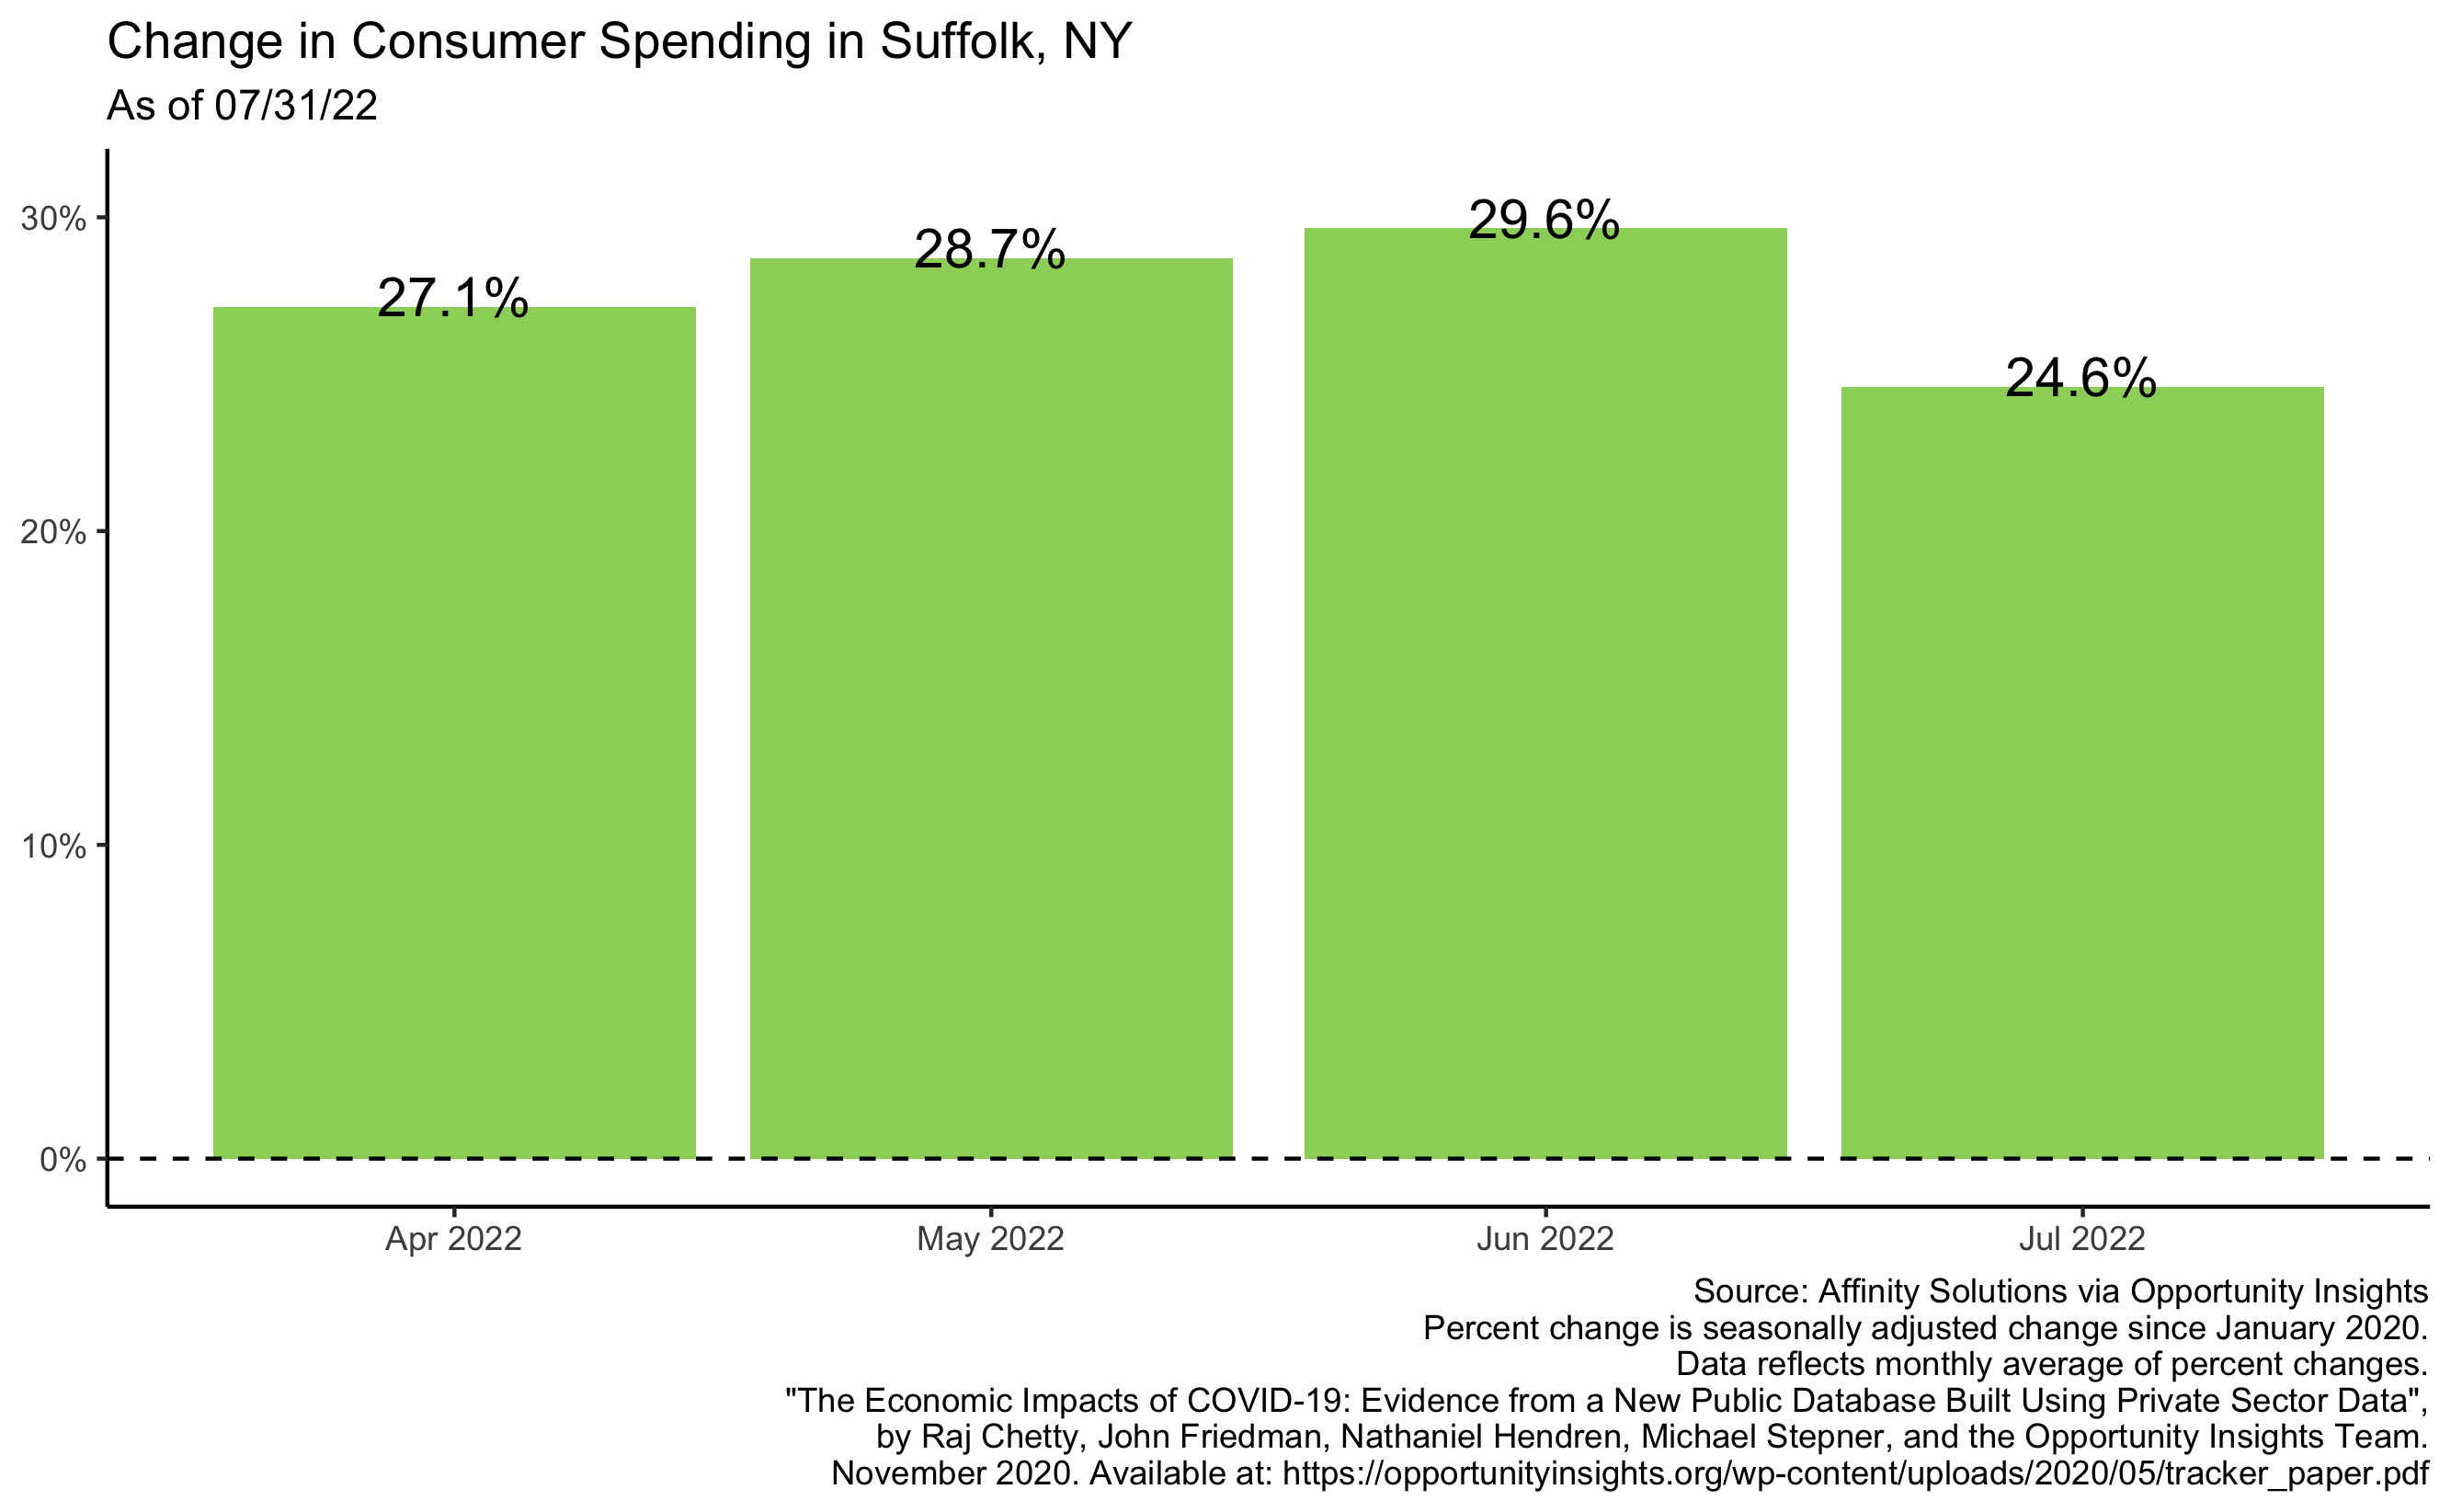 Change in Consumer Spending in Suffolk, NY
As of 07/31/22
30%
20%
10%
0%
27.1%
28.7%
29.6%
24.6%
Apr 2022
May 2022
Jun 2022
Jul 2022
Source: Affinity Solutions via Opportunity Insights
Percent change is seasonally adjusted change since January 2020.
Data reflects monthly average of percent changes.
"The Economic Impacts of COVID-19: Evidence from a New Public Database Built Using Private Sector Data",
by Raj Chetty, John Friedman, Nathaniel Hendren, Michael Stepner, and the Opportunity Insights Team.
November 2020. Available at: https://opportunityinsights.org/wp-content/uploads/2020/05/tracker_paper.pdf